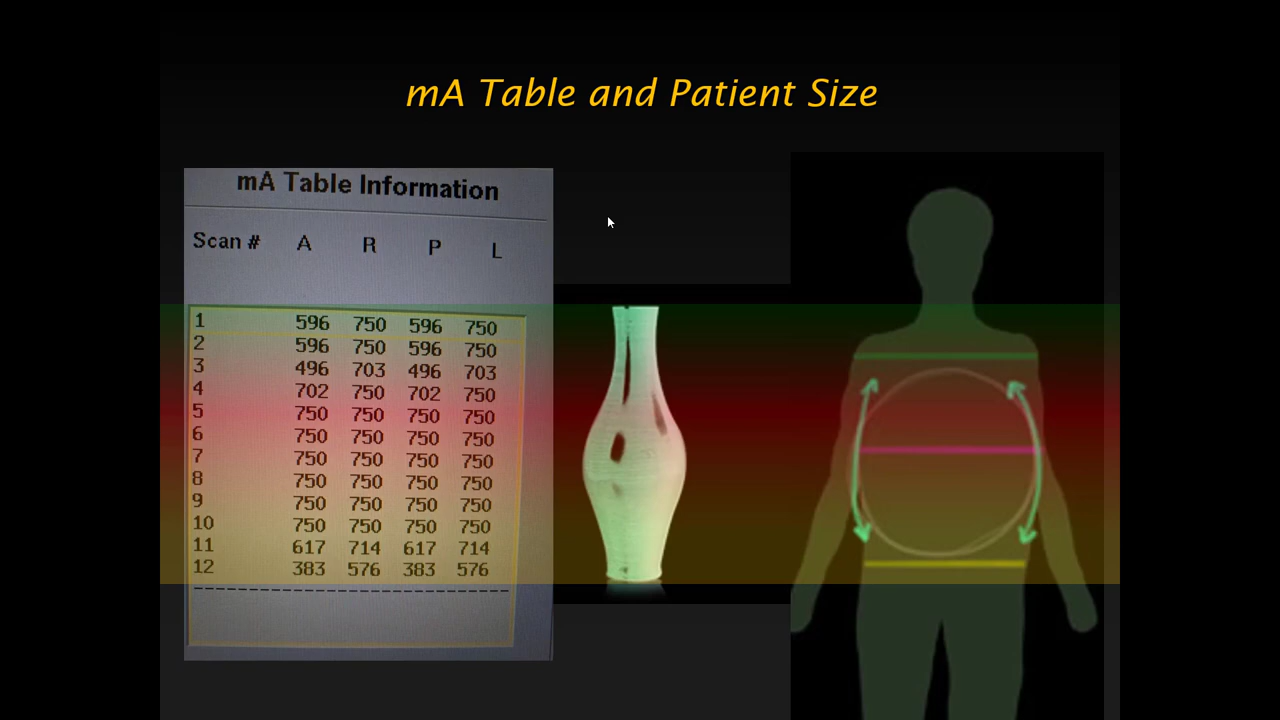 mA Table and Patient Size
mA Table Information
Scan # A R P L
1 596 750 596 750
2 596 750 596 750
3 496 703 496 703
4 702 750 702 750
5 750 750 750 750
6 750 750 750 750
7 750 750 750 750
8 750 750 750 750
9 750 750 750 750
10 750 750 750 750
11 617 714 617 714
12 383 576 383 576